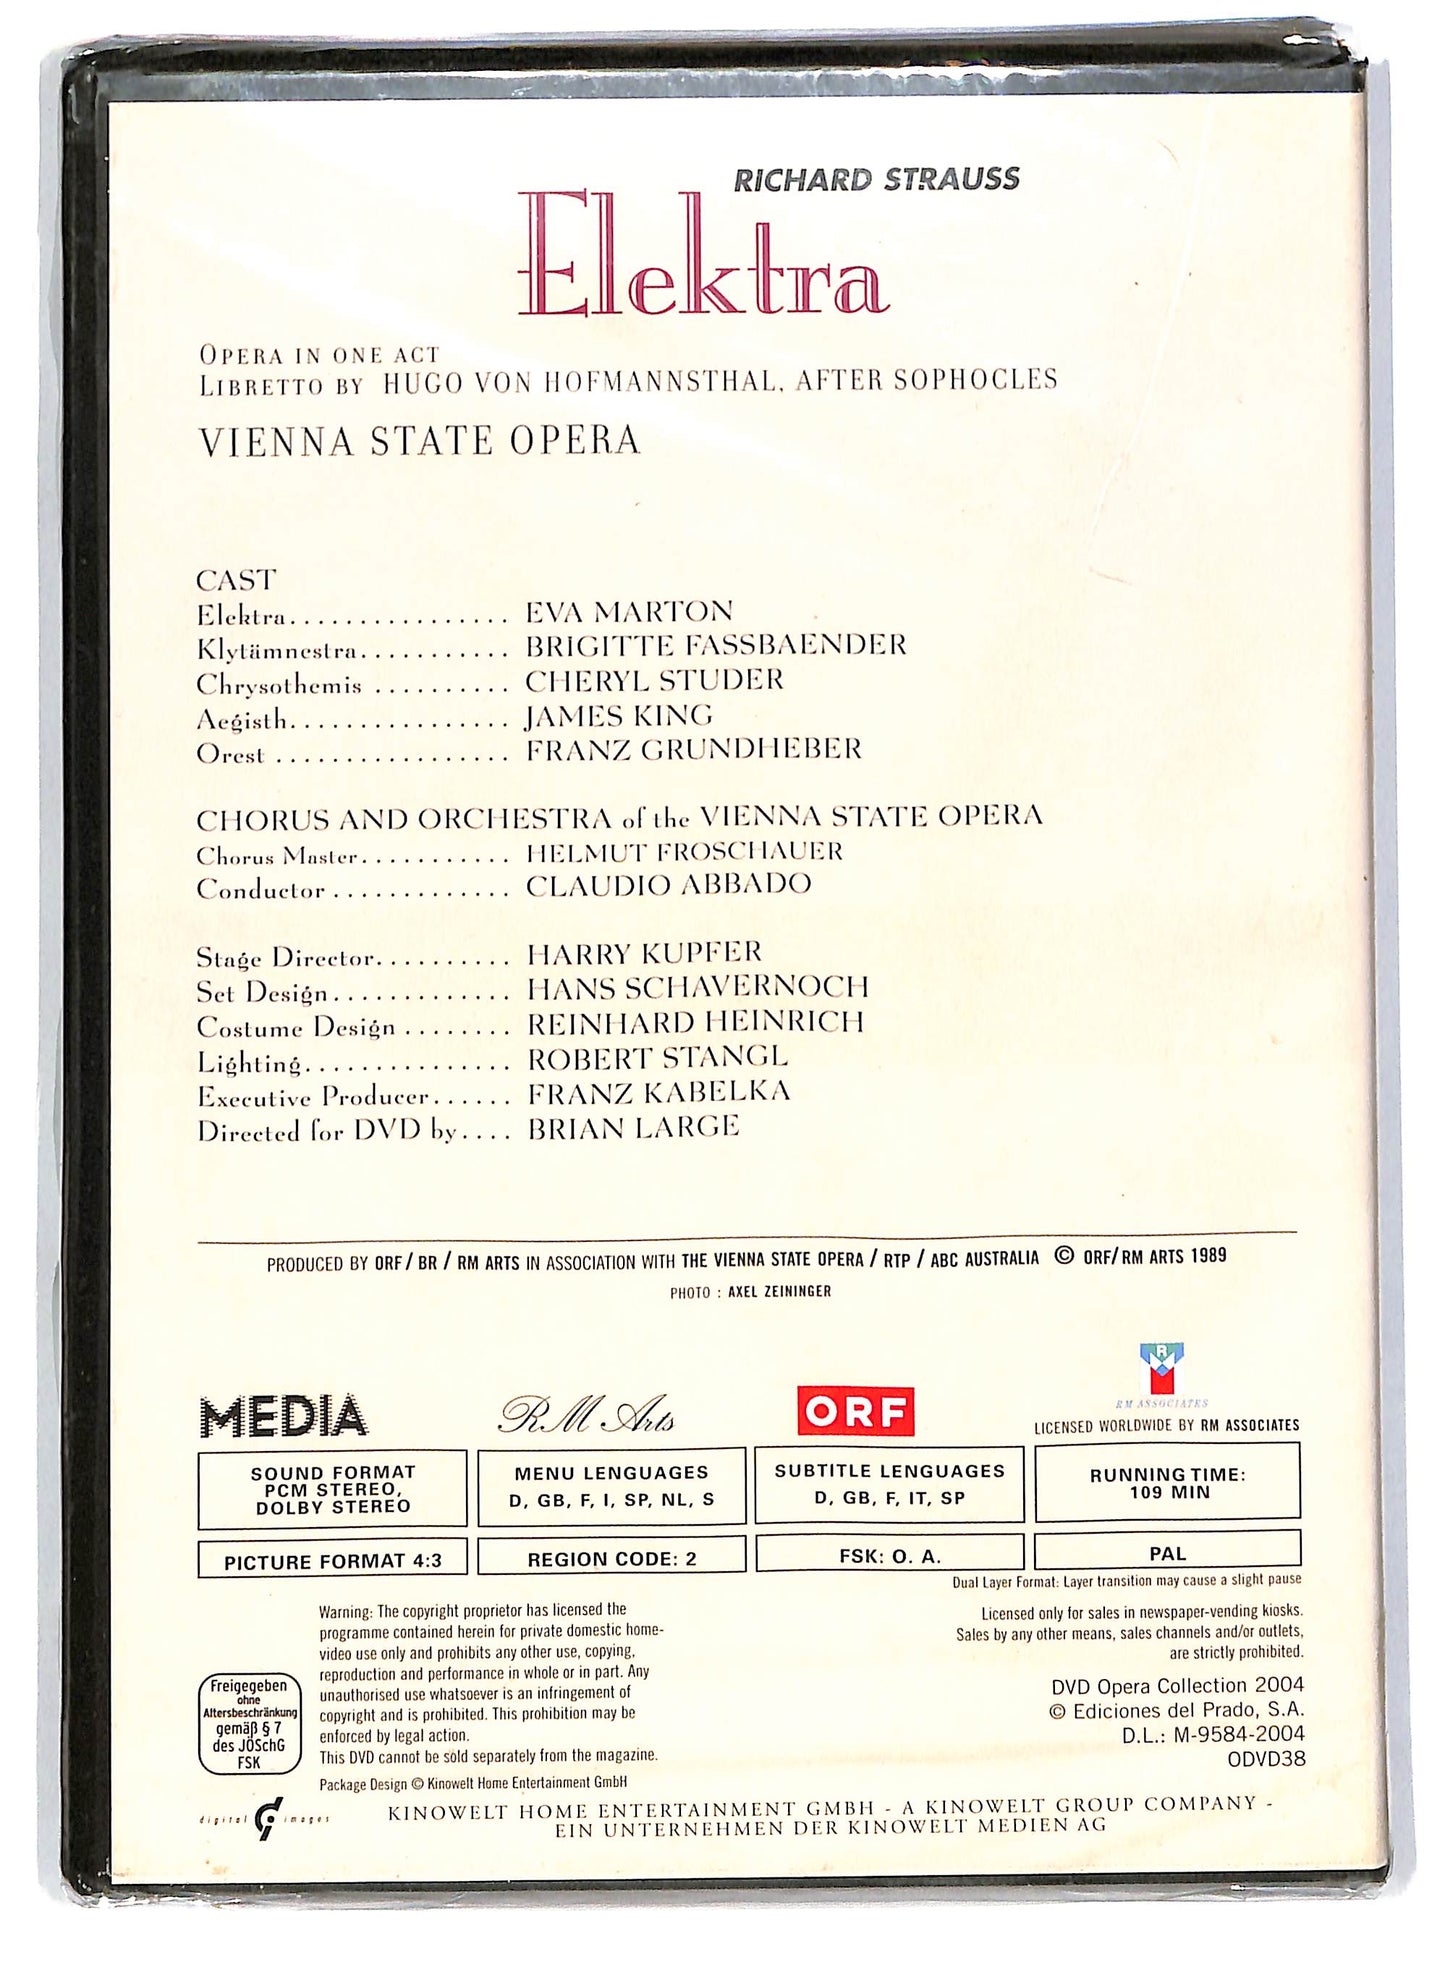 RICHARD STRAUSS
Elektra
OPERA IN ONE ACT
LIBRETTO BY HUGO VON HOFMANNSTHAL, AFTER SOPHOCLES
VIENNA STATE OPERA
CAST
Elektra................ EVA MARTON
Klytämnestra........... BRIGITTE FASSBAENDER
Chrysothemis .......... CHERYL STUDER
Aegisth................ JAMES KING
Orest ................. FRANZ GRUNDHEBER
CHORUS AND ORCHESTRA of the VIENNA STATE OPERA
Chorus Master........... HELMUT FROSCHAUER
Conductor ............. CLAUDIO ABBADO
Stage Director.......... HARRY KUPFER
Set Design............. HANS SCHAVERNOCH
Costume Design ........ REINHARD HEINRICH
Lighting............... ROBERT STANGL
Executive Producer...... FRANZ KABELKA
Directed for DVD by.... BRIAN LARGE
PRODUCED BY ORF/ BR / RM ARTS IN ASSOCIATION WITH THE VIENNA STATE OPERA / RTP / ABC AUSTRALIA © ORF/RM ARTS 1989
PHOTO : AXEL ZEININGER
MEDIA
RM Arts
ORF
R M
RM ASSOCIATES
LICENSED WORLDWIDE BY RM ASSOCIATES
SOUND FORMAT
PCM STEREO,
DOLBY STEREO
MENU LENGUAGES
D, GB, F, I, SP, NL, S
SUBTITLE LENGUAGES
D, GB, F, IT, SP
RUNNING TIME:
109 MIN
PICTURE FORMAT 4:3
REGION CODE: 2
FSK: O. A.
PAL
Dual Layer Format: Layer transition may cause a slight pause
Warning: The copyright proprietor has licensed the
programme contained herein for private domestic home-
video use only and prohibits any other use, copying,
reproduction and performance in whole or in part. Any
unauthorised use whatsoever is an infringement of
copyright and is prohibited. This prohibition may be
enforced by legal action.
This DVD cannot be sold separately from the magazine.
Package Design © Kinowelt Home Entertainment GmbH
Licensed only for sales in newspaper-vending kiosks.
Sales by any other means, sales channels and/or outlets,
are strictly prohibited.
DVD Opera Collection 2004
© Ediciones del Prado, S.A.
D.L.: M-9584-2004
ODVD38
Freigegeben
ohne
Altersbeschränkung
gemäß § 7
des JÖSchG
FSK
digital images
KINOWELT HOME ENTERTAINMENT GMBH - A KINOWELT GROUP COMPANY -
EIN UNTERNEHMEN DER KINOWELT MEDIEN AG